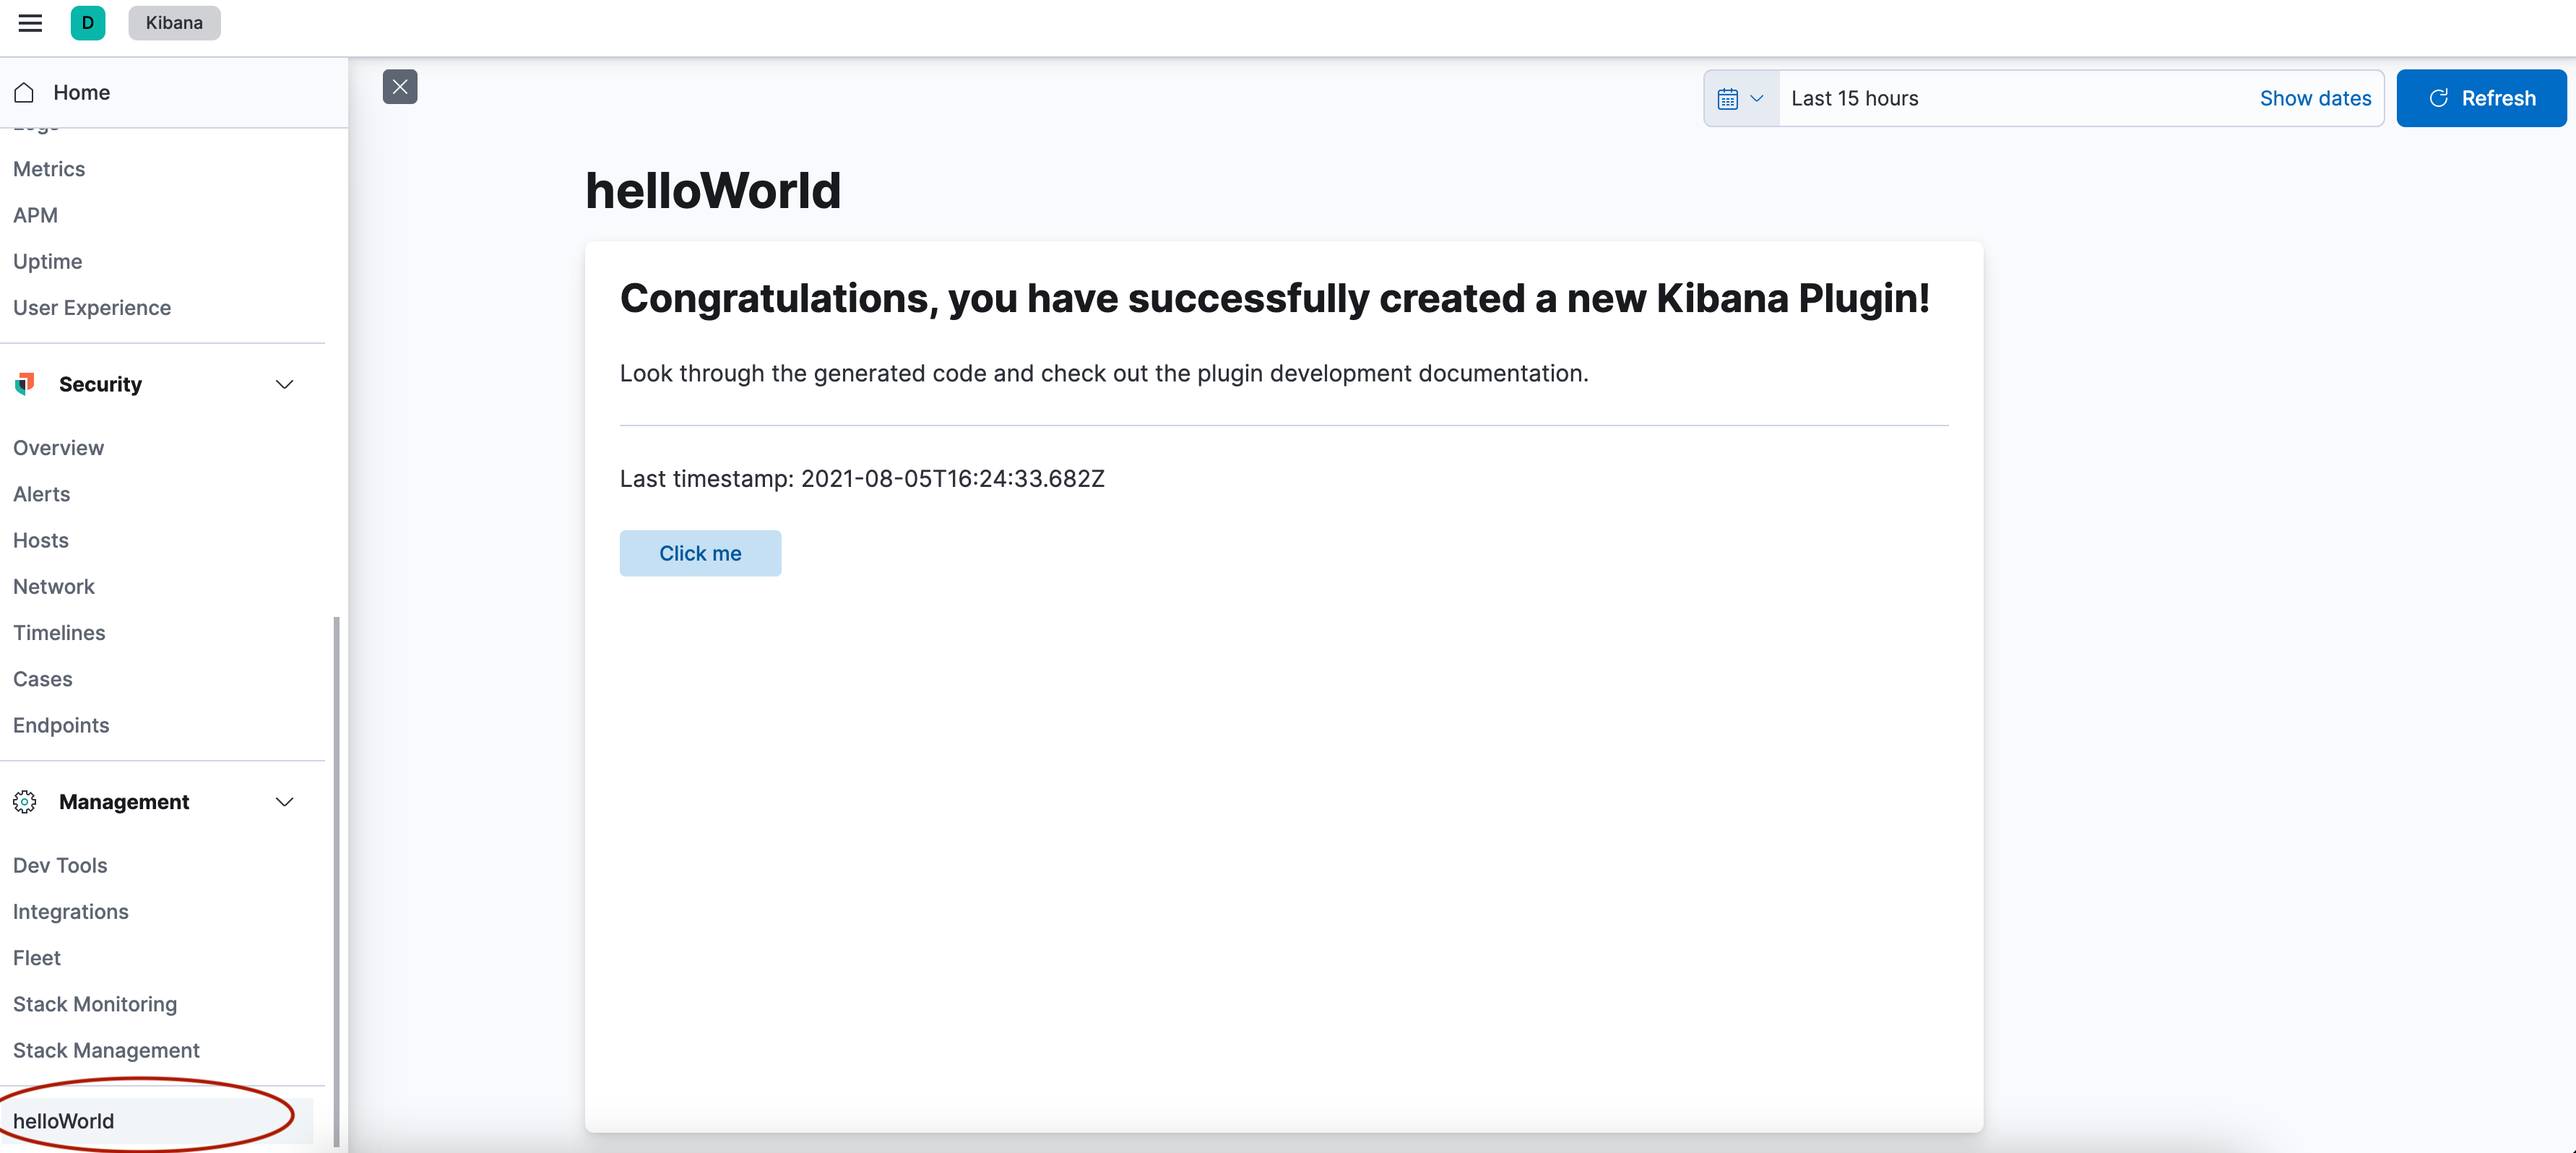 D
Kibana
Home
Last 15 hours
Show dates
Refresh
Logs
Metrics
APM
Uptime
User Experience
Security
Overview
Alerts
Hosts
Network
Timelines
Cases
Endpoints
Management
Dev Tools
Integrations
Fleet
Stack Monitoring
Stack Management
helloWorld
helloWorld
Congratulations, you have successfully created a new Kibana Plugin!
Look through the generated code and check out the plugin development documentation.
Last timestamp: 2021-08-05T16:24:33.682Z
Click me